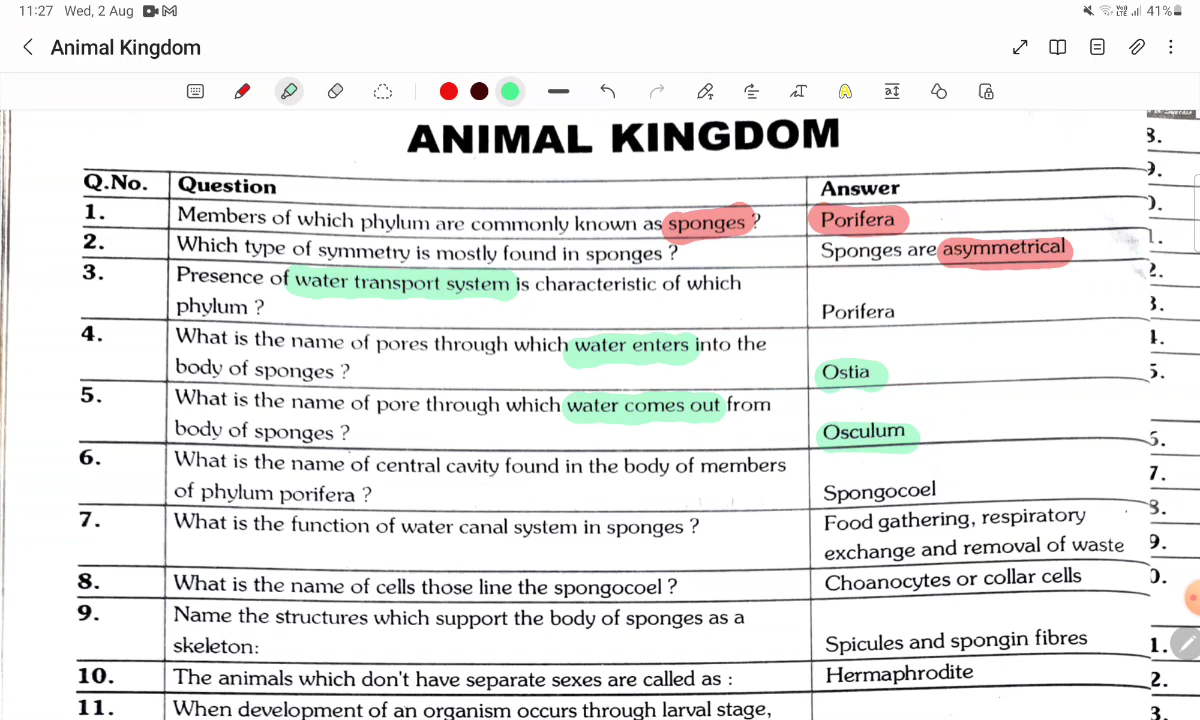 11:27 Wed, 2 Aug
41%
Animal Kingdom
ANIMAL KINGDOM
Q.No. Question Answer
1. Members of which phylum are commonly known as sponges ? Porifera
2. Which type of symmetry is mostly found in sponges ? Sponges are asymmetrical
3. Presence of water transport system is characteristic of which
phylum ? Porifera
4. What is the name of pores through which water enters into the
body of sponges ? Ostia
5. What is the name of pore through which water comes out from
body of sponges ? Osculum
6. What is the name of central cavity found in the body of members
of phylum porifera ? Spongocoel
7. What is the function of water canal system in sponges ? Food gathering, respiratory
exchange and removal of waste
8. What is the name of cells those line the spongocoel ? Choanocytes or collar cells
9. Name the structures which support the body of sponges as a
skeleton: Spicules and spongin fibres
10. The animals which don't have separate sexes are called as : Hermaphrodite
11. When development of an organism occurs through larval stage,